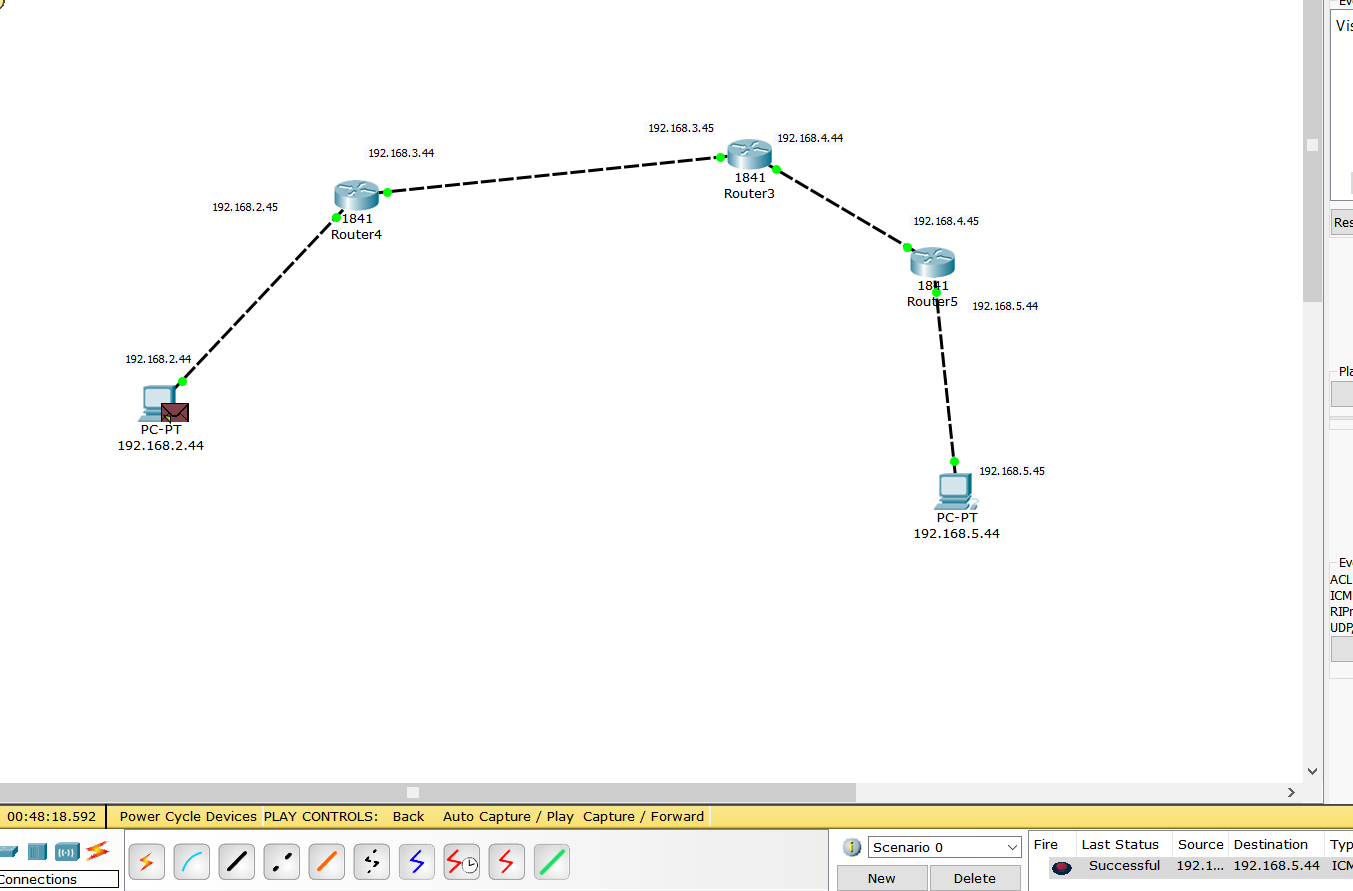 Vis
192.168.3.45
192.168.4.44
192.168.3.44
1841
Router3
192.168.2.45
1841
Router4
192.168.4.45
Res
1841
Router5
192.168.5.44
192.168.2.44
PC-PT
192.168.2.44
192.168.5.45
PC-PT
192.168.5.44
Pla
Eve
ACL
ICM
RIPn
UDP,
00:48:18.592 Power Cycle Devices PLAY CONTROLS: Back Auto Capture / Play Capture / Forward
Connections
Scenario 0
New Delete
Fire Last Status Source Destination Typ
Successful 192.1... 192.168.5.44 ICM